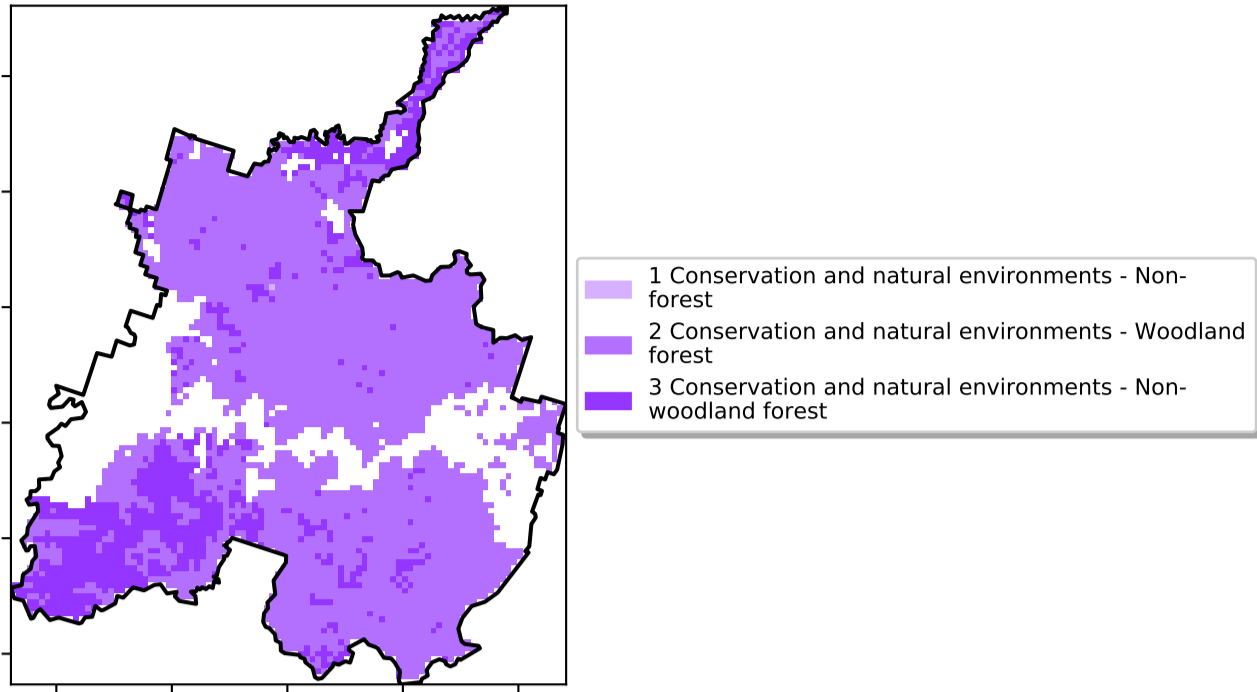 1 Conservation and natural environments - Non-
forest
2 Conservation and natural environments - Woodland
forest
3 Conservation and natural environments - Non-
woodland forest